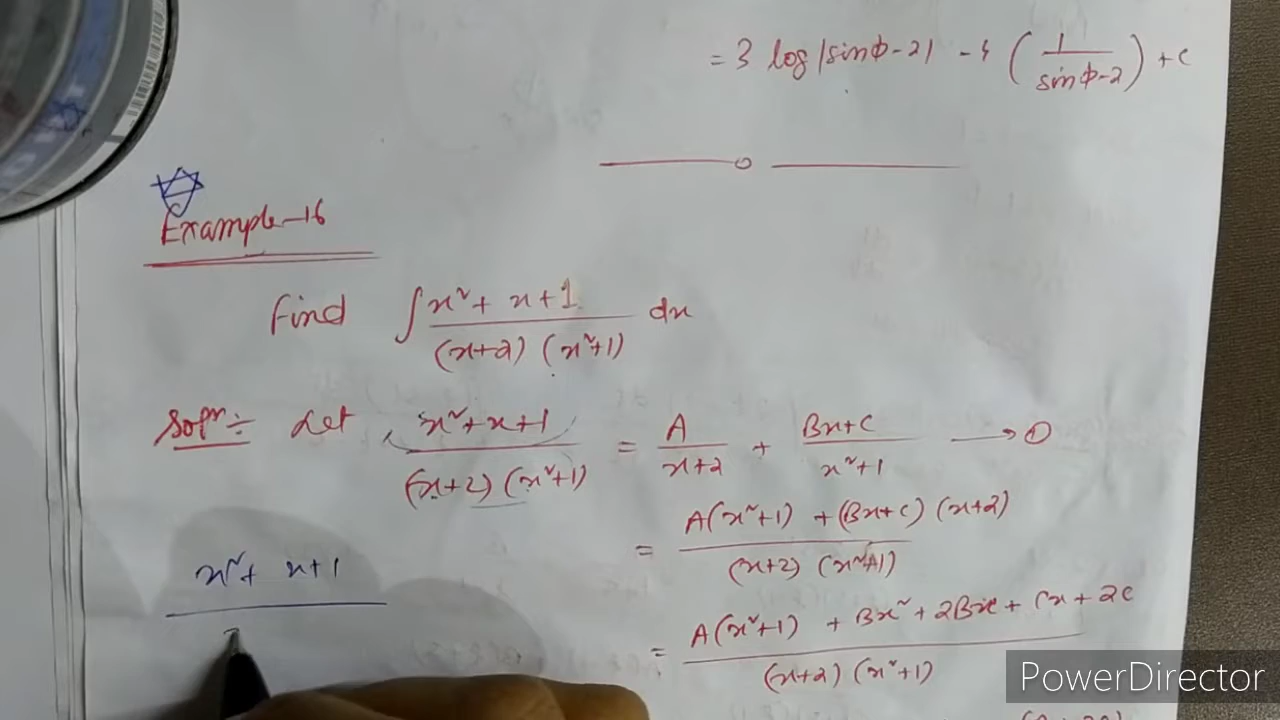 = 3 log|sinϕ-2| - 5 (1/(sinϕ-2)) + c
Example-16
Find ∫ (x² + x + 1)/((x+2) (x²+1)) dx
Solⁿ:- Let (x²+x+1)/((x+2) (x²+1)) = A/(x+2) + (Bx+C)/(x²+1) → ①
= (A(x²+1) + (Bx+C) (x+2))/((x+2) (x²+1))
x² + x+1
= (A(x²+1) + Bx² + 2Bx + Cx + 2C)/((x+2) (x²+1))
PowerDirector